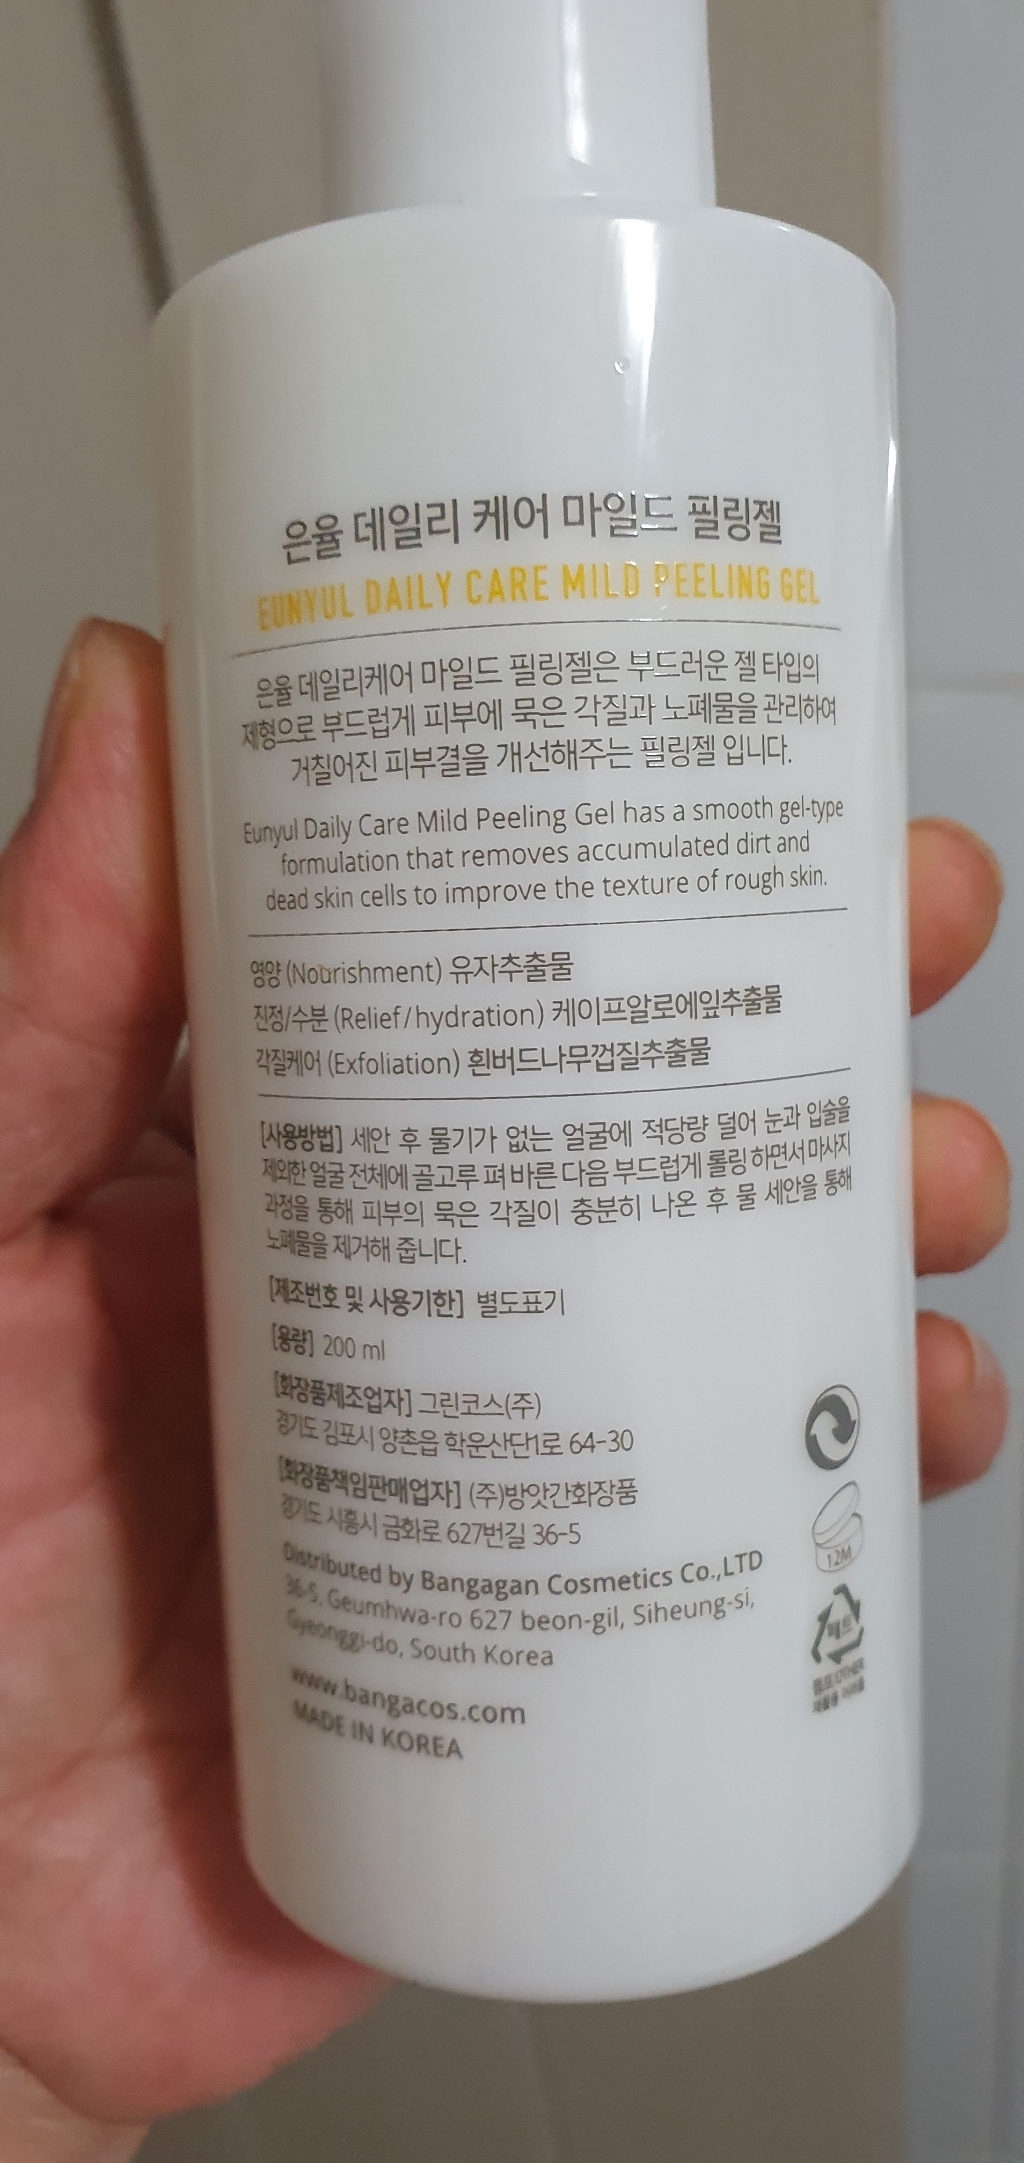 은율 데일리 케어 마일드 필링젤
EUNYUL DAILY CARE MILD PEELING GEL
은율 데일리케어 마일드 필링젤은 부드러운 젤 타입의
제형으로 부드럽게 피부에 묵은 각질과 노폐물을 관리하여
거칠어진 피부결을 개선해주는 필링젤 입니다.
Eunyul Daily Care Mild Peeling Gel has a smooth gel-type
formulation that removes accumulated dirt and
dead skin cells to improve the texture of rough skin.
영양 (Nourishment) 유자추출물
진정/수분 (Relief/hydration) 케이프알로에잎추출물
각질케어 (Exfoliation) 흰버드나무껍질추출물
[사용방법] 세안 후 물기가 없는 얼굴에 적당량 덜어 눈과 입술을
제외한 얼굴 전체에 골고루 펴 바른 다음 부드럽게 롤링 하면서 마사지
과정을 통해 피부의 묵은 각질이 충분히 나온 후 물 세안을 통해
노폐물을 제거해 줍니다.
[제조번호 및 사용기한] 별도표기
[용량] 200 ml
[화장품제조업자] 그린코스(주)
경기도 김포시 양촌읍 학운산단1로 64-30
[화장품책임판매업자] (주)방앗간화장품
경기도 시흥시 금화로 627번길 36-5
Distributed by Bangagan Cosmetics Co.,LTD
36-5, Geumhwa-ro 627 beon-gil, Siheung-si,
Gyeonggi-do, South Korea
www.bangacos.com
MADE IN KOREA
12M
페트
펌프:OTHER
재활용 어려움